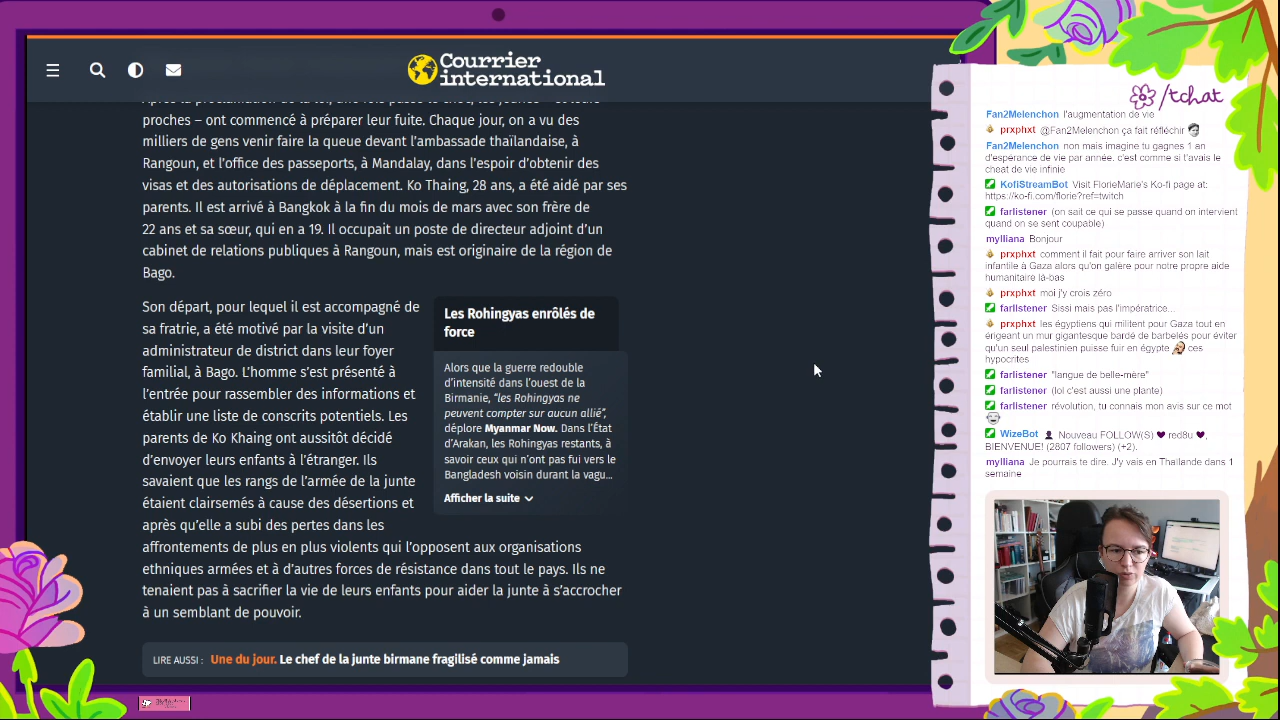 Courrier
international
proches – ont commencé à préparer leur fuite. Chaque jour, on a vu des
milliers de gens venir faire la queue devant l'ambassade thaïlandaise, à
Rangoun, et l'office des passeports, à Mandalay, dans l'espoir d'obtenir des
visas et des autorisations de département. Ko Thaing, 28 ans, a été aidé par ses
parents. Il est arrivé à Bangkok à la fin du mois de mars avec son frère de
22 ans et sa sœur, qui en a 19. Il occupait un poste de directeur adjoint d'un
cabinet de relations publiques à Rangoun, mais est originaire de la région de
Bago.
Son départ, pour lequel il a été accompagné de
sa fratrie, a été motivé par la visite d'un
administrateur de district dans leur foyer
familial, à Bago. L'homme s'est présenté à
l'entrée pour rassembler des informations et
établir une liste de conscrits potentiels. Les
parents de Ko Khaing ont plutôt décidé
d'envoyer leurs enfants à l'étranger. Ils
savaient que les rangs de l'armée de la junte
étaient clairsemés à cause des désertions et
après qu'elle a subi des pertes dans les
affrontements de plus en plus violents qui l'opposent aux organisations
ethniques armées et à d'autres forces de résistance dans tout le pays. Ils ne
tenaient pas à sacrifier la vie de leurs enfants pour aider la junte à s'accrocher
à un semblant de pouvoir.
Les Rohingyas enrôlés de
force
Alors que la guerre redouble
d'intensité dans l'ouest de la
Birmanie, "les Rohingyas ne
peuvent compter sur aucun allié",
déplore Myanmar Now. Dans l'État
d'Arakan, les Rohingyas restants, à
savoir ceux qui n'ont pas fui vers le
Bangladesh voisin durant la vagu...
Afficher la suite
LIRE AUSSI : Une du jour. Le chef de la junte birmane fragilisé comme jamais
/tchat
Fan2Melenchon l'augmentation de vie
prxphxt @Fan2Melenchon ça fait réfléchir
Fan2Melenchon non mais imagine tu gagnes 1 an
d'espérance de vie par année. c'est comme si t'avais le
cheat de vie infinie
KofiStreamBot Visit FlorieMarie's Ko-fi page at:
https://ko-fi.com/florie?ref=twitch
farlistener (on sait ce qui se passe quand on intervient
quand on se sent coupable)
mylliana Bonjour
prxphxt comment il fait pour faire arriver son lait
infantile à Gaza alors qu'on galère pour notre propre aide
humanitaire là-bas
prxphxt moi j'y crois zéro
farlistener Sissi mais pas l'impératrice...
prxphxt les égyptiens qui militent pour Gaza tout en
érigeant un mur gigantesque bardé de barbelés pour éviter
qu'un seul palestinien puisse fuir en égypte ces
hypocrites
farlistener "langue de belle-mère"
farlistener (lol c'est aussi une plante)
farlistener révolution, tu connais mon avis sur ce mot
WizeBot Nouveau FOLLOW(S) ♥ red8u ♥,
BIENVENUE! (2807 followers) (+2).
mylliana Je pourrais te dire. J'y vais en Thaïlande dans 1
semaine